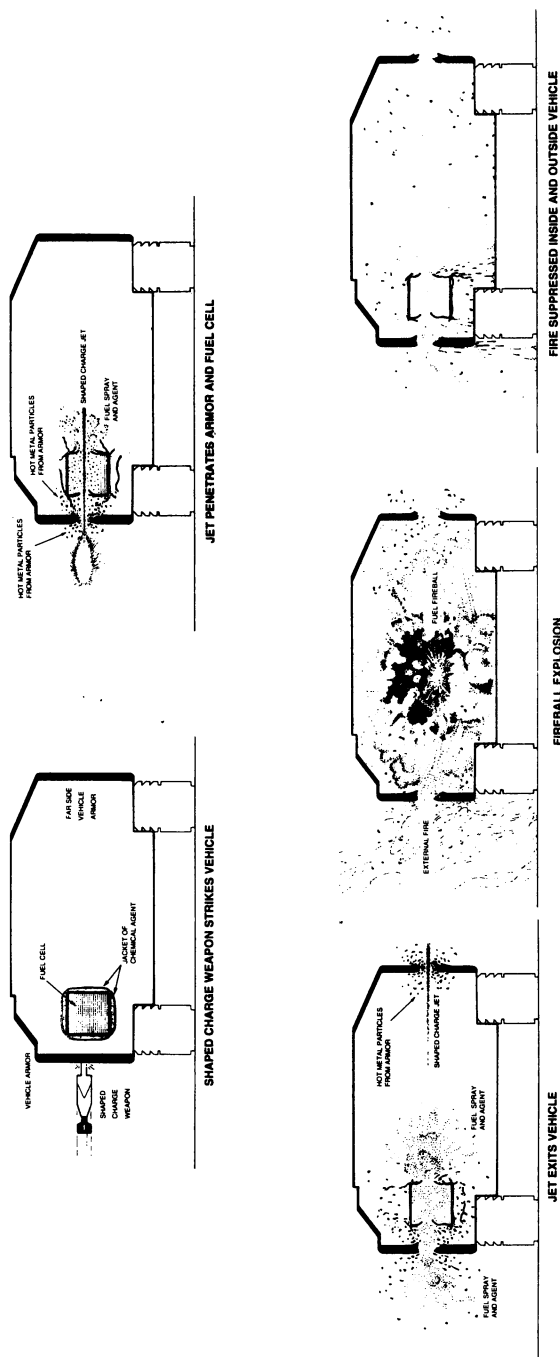 VEHICLE ARMOR
FUEL CELL
FAR SIDE
VEHICLE
ARMOR
SHAPED
CHARGE
WEAPON
JACKET OF
CHEMICAL AGENT
SHAPED CHARGE WEAPON STRIKES VEHICLE
HOT METAL PARTICLES
FROM ARMOR
HOT METAL PARTICLES
FROM ARMOR
SHAPED CHARGE JET
FUEL SPRAY
AND AGENT
JET PENETRATES ARMOR AND FUEL CELL
HOT METAL PARTICLES
FROM ARMOR
SHAPED CHARGE JET
FUEL SPRAY
AND AGENT
FUEL SPRAY
AND AGENT
JET EXITS VEHICLE
EXTERNAL FIRE
FUEL FIREBALL
FIREBALL EXPLOSION
FIRE SUPPRESSED INSIDE AND OUTSIDE VEHICLE